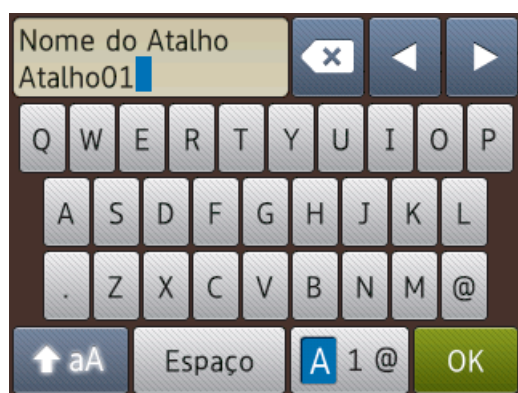 Nome do Atalho
Atalho01
Q W E R T Y U I O P
A S D F G H J K L
. Z X C V B N M @
aA Espaço A 1 @ OK